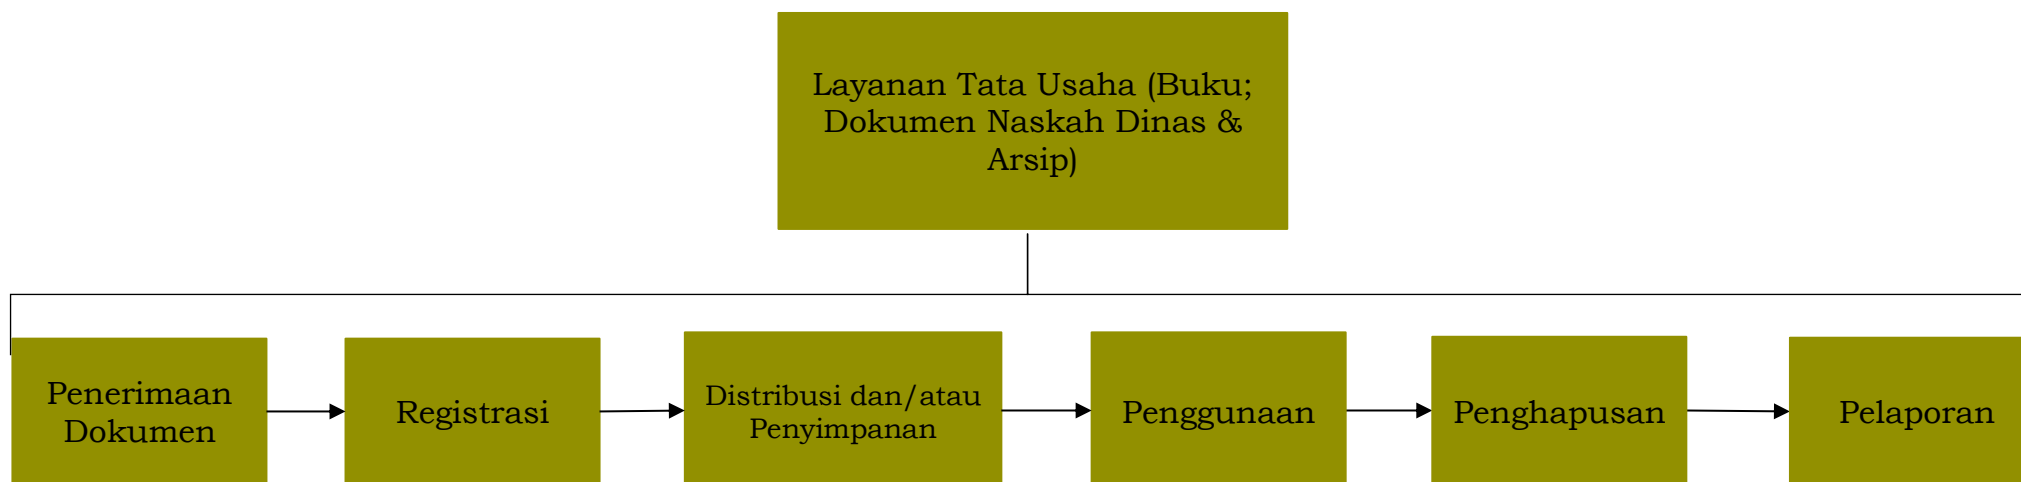 Layanan Tata Usaha (Buku;
Dokumen Naskah Dinas &
Arsip)
Penerimaan
Dokumen
Registrasi
Distribusi dan/atau
Penyimpanan
Penggunaan
Penghapusan
Pelaporan